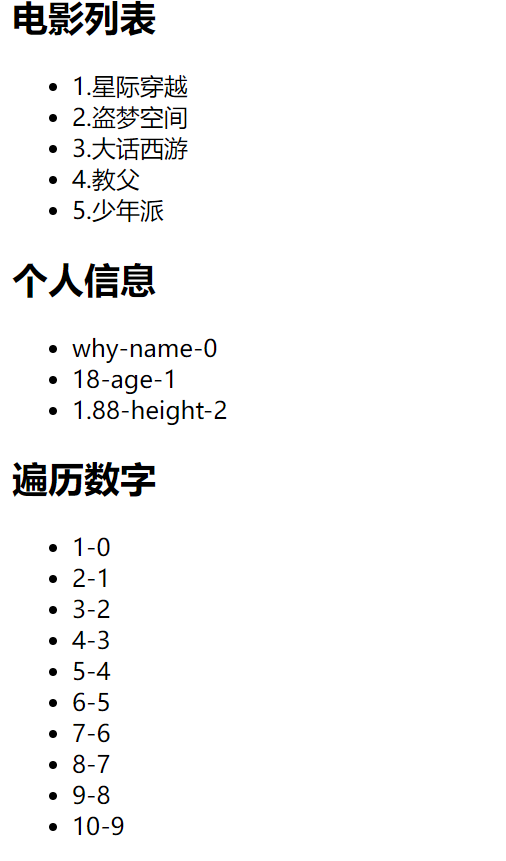 电影列表
1.星际穿越
2.盗梦空间
3.大话西游
4.教父
5.少年派
个人信息
why-name-0
18-age-1
1.88-height-2
遍历数字
1-0
2-1
3-2
4-3
5-4
6-5
7-6
8-7
9-8
10-9